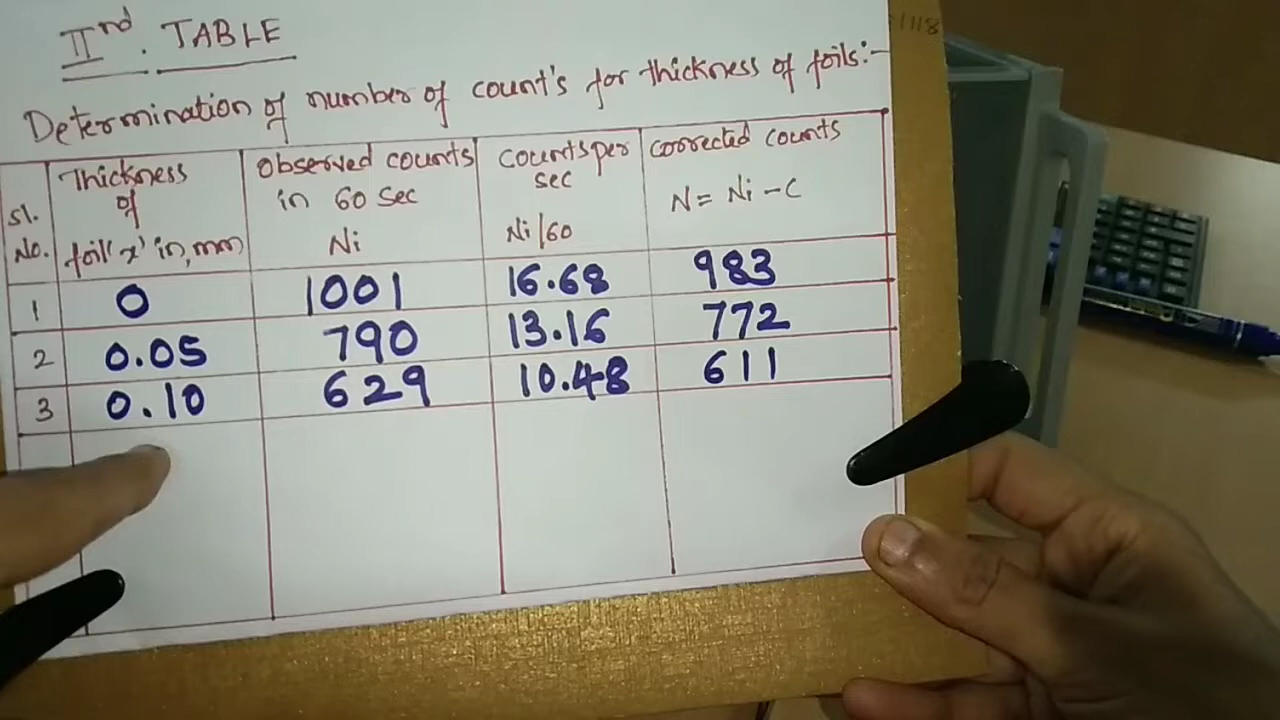 IInd. TABLE
Determination of number of count's for thickness of foils:-
Sl. No.
Thickness of foil 'x' in, mm
Observed counts in 60 sec Ni
Counts per sec Ni/60
corrected counts N = Ni - C
1 0 1001 16.68 983
2 0.05 790 13.16 772
3 0.10 629 10.48 611
1118